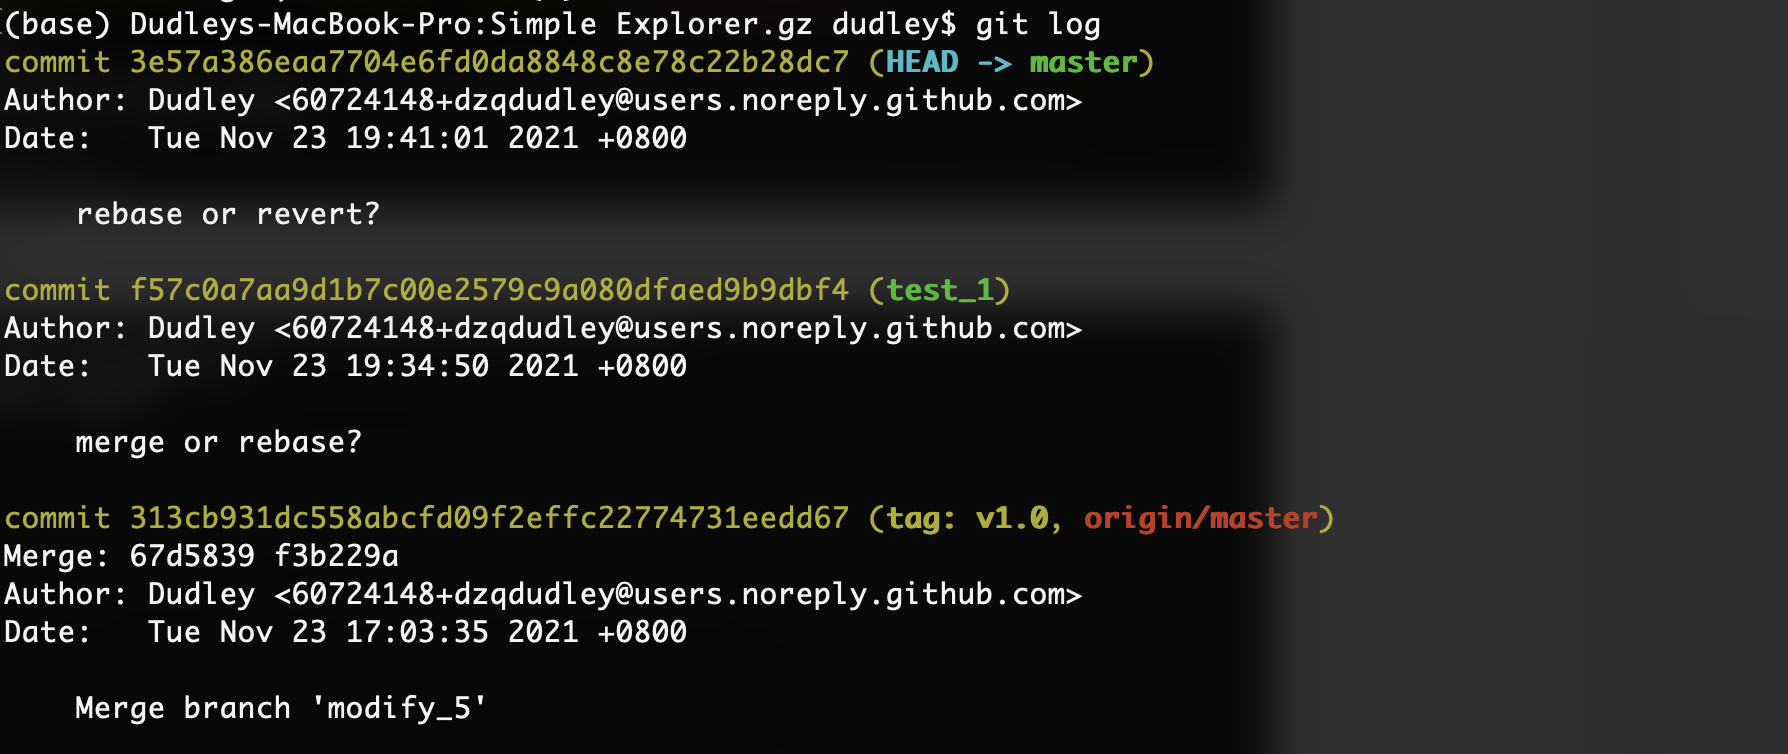 (base) Dudleys-MacBook-Pro:Simple Explorer.gz dudley$ git log
commit 3e57a386eaa7704e6fd0da8848c8e78c22b28dc7 (HEAD -> master)
Author: Dudley <60724148+dzqdudley@users.noreply.github.com>
Date:   Tue Nov 23 19:41:01 2021 +0800
rebase or revert?
commit f57c0a7aa9d1b7c00e2579c9a080dfaed9b9dbf4 (test_1)
Author: Dudley <60724148+dzqdudley@users.noreply.github.com>
Date:   Tue Nov 23 19:34:50 2021 +0800
merge or rebase?
commit 313cb931dc558abcfd09f2effc22774731eedd67 (tag: v1.0, origin/master)
Merge: 67d5839 f3b229a
Author: Dudley <60724148+dzqdudley@users.noreply.github.com>
Date:   Tue Nov 23 17:03:35 2021 +0800
Merge branch 'modify_5'